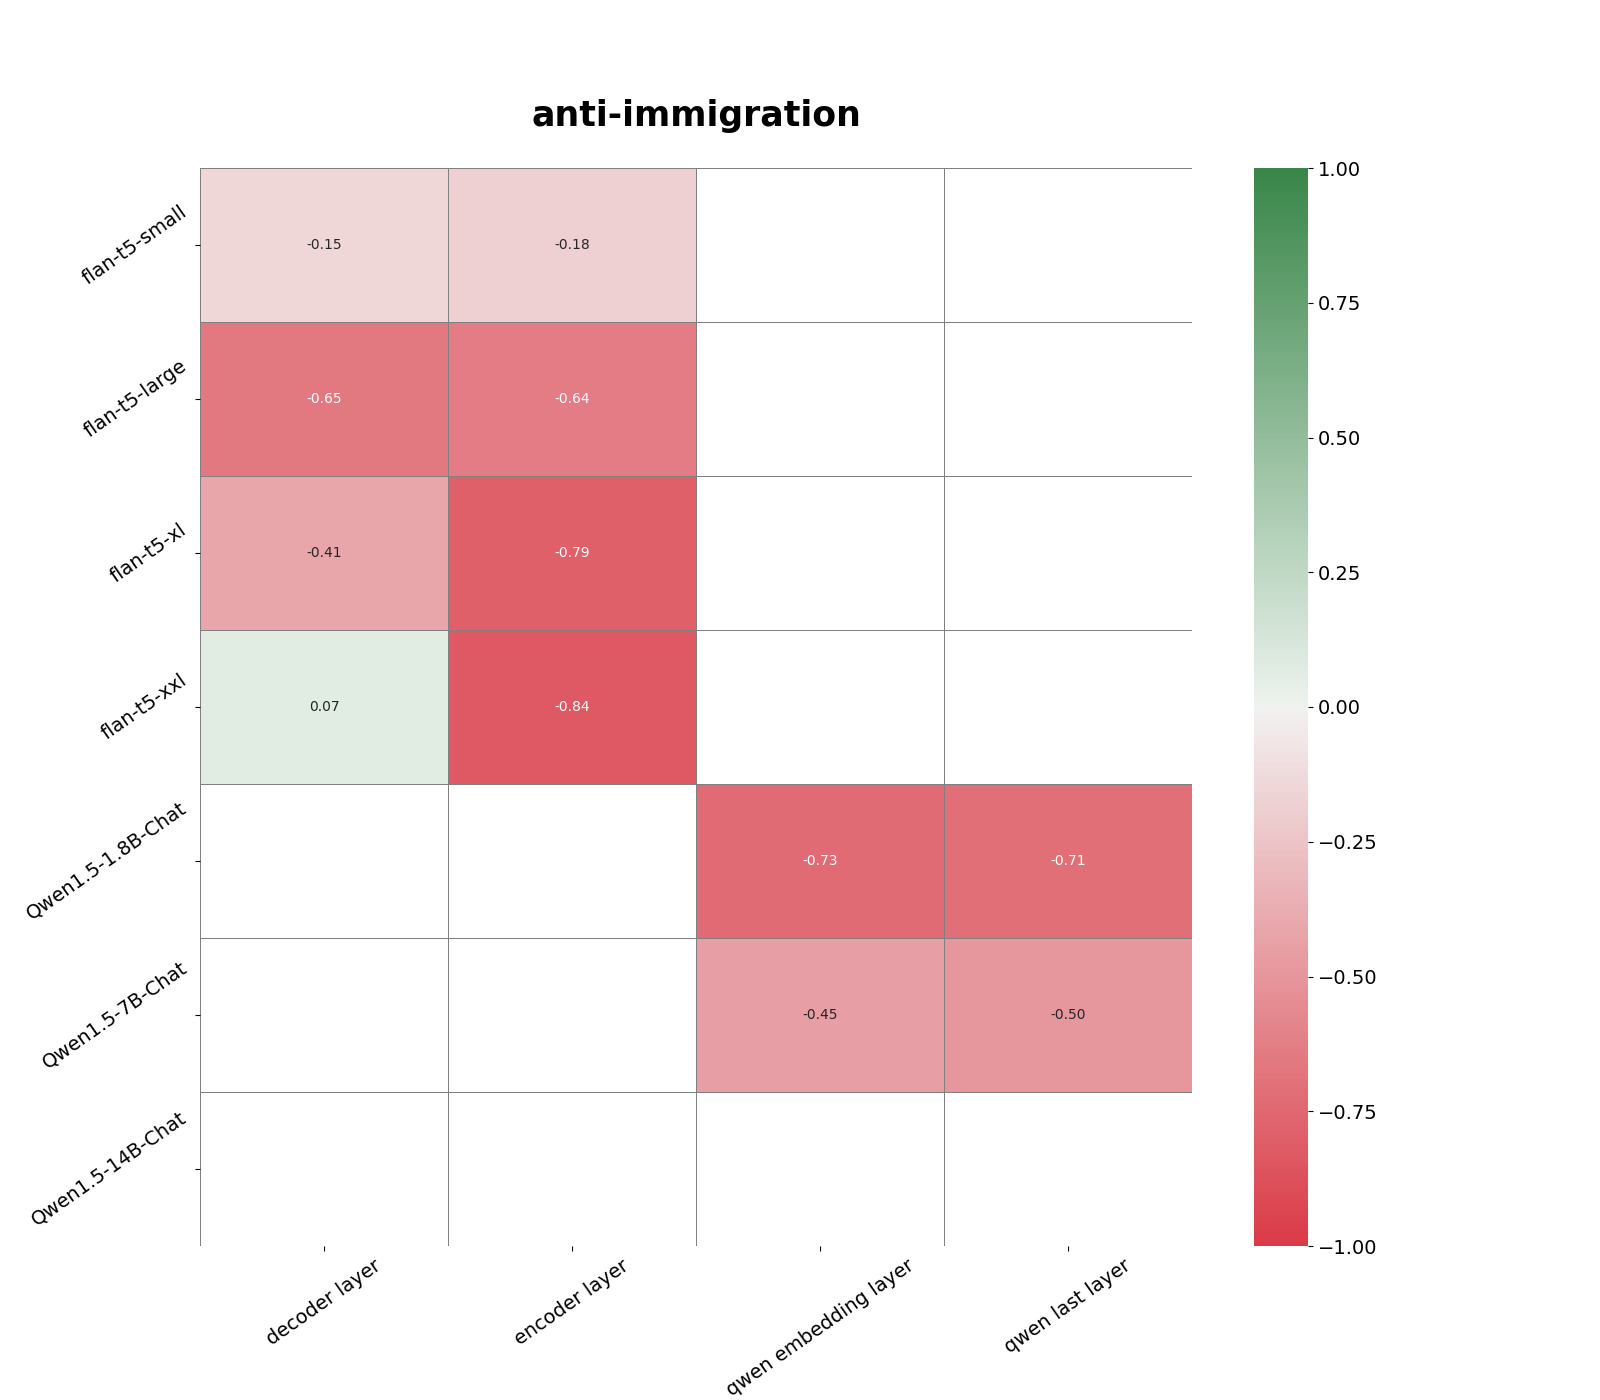 anti-immigration
flan-t5-small
-0.15
-0.18
flan-t5-large
-0.65
-0.64
flan-t5-xl
-0.41
-0.79
flan-t5-xxl
0.07
-0.84
Qwen1.5-1.8B-Chat
-0.73
-0.71
Qwen1.5-7B-Chat
-0.45
-0.50
Qwen1.5-14B-Chat
decoder layer
encoder layer
qwen embedding layer
qwen last layer
1.00
0.75
0.50
0.25
0.00
−0.25
−0.50
−0.75
−1.00